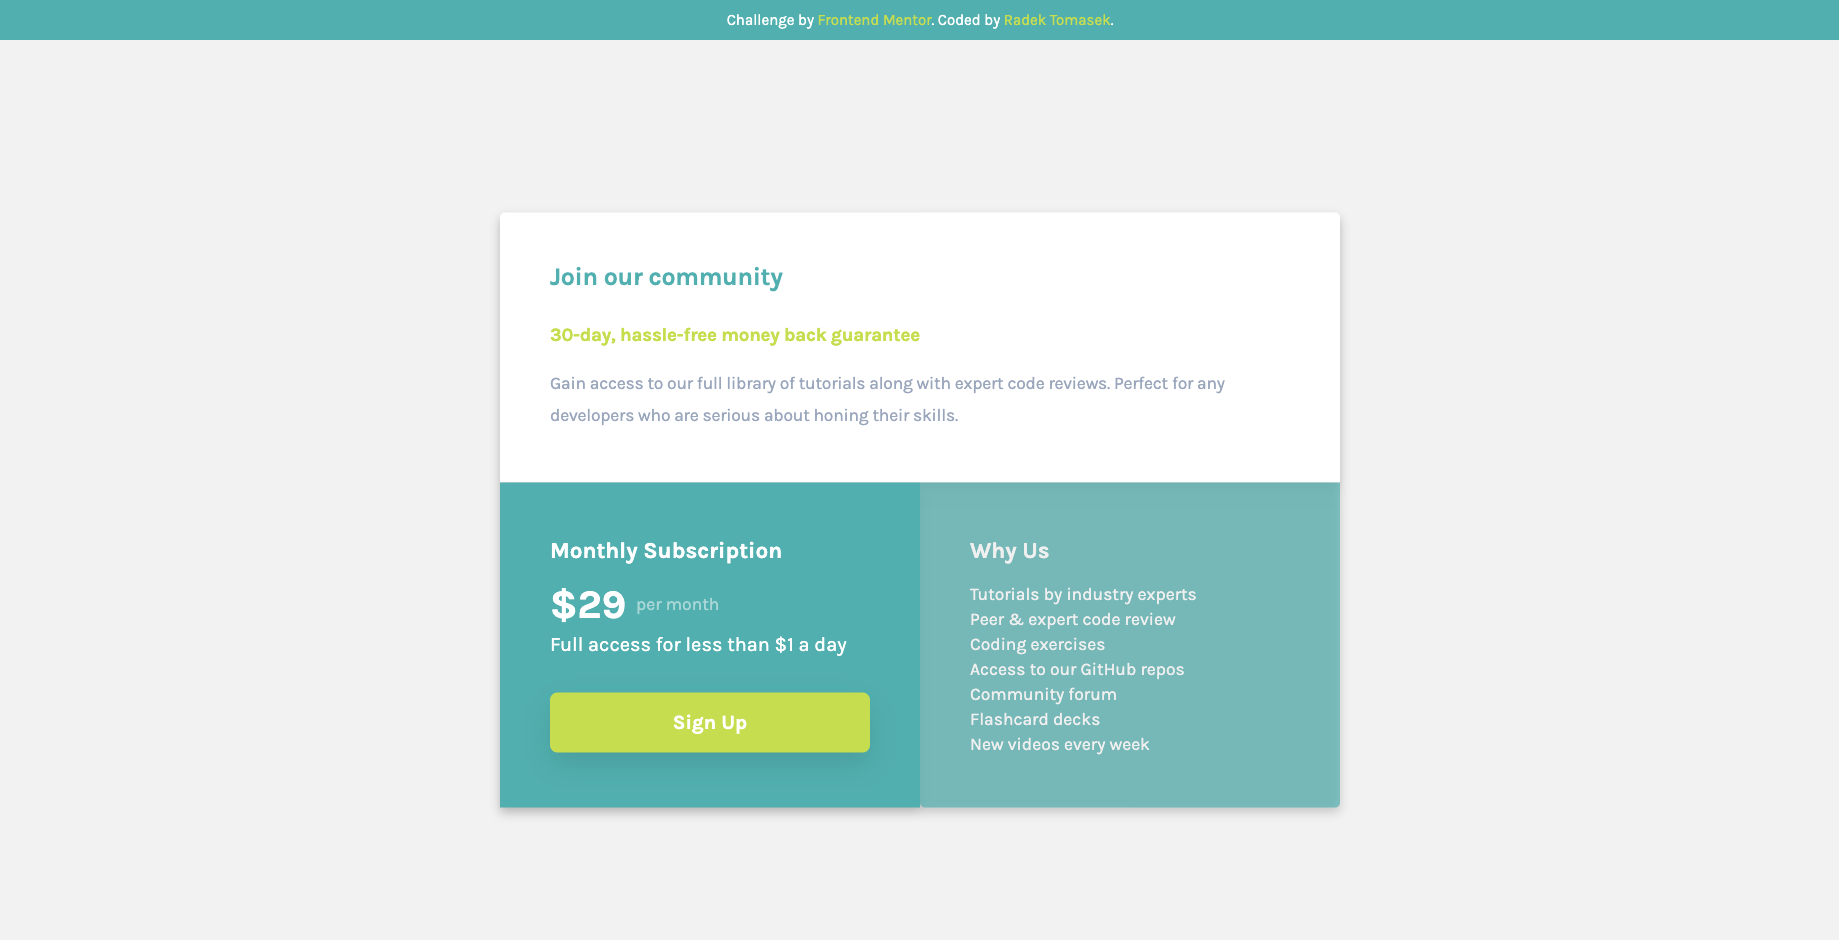 Challenge by Frontend Mentor. Coded by Radek Tomasek.
Join our community
30-day, hassle-free money back guarantee
Gain access to our full library of tutorials along with expert code reviews. Perfect for any
developers who are serious about honing their skills.
Monthly Subscription
$29 per month
Full access for less than $1 a day
Sign Up
Why Us
Tutorials by industry experts
Peer & expert code review
Coding exercises
Access to our GitHub repos
Community forum
Flashcard decks
New videos every week